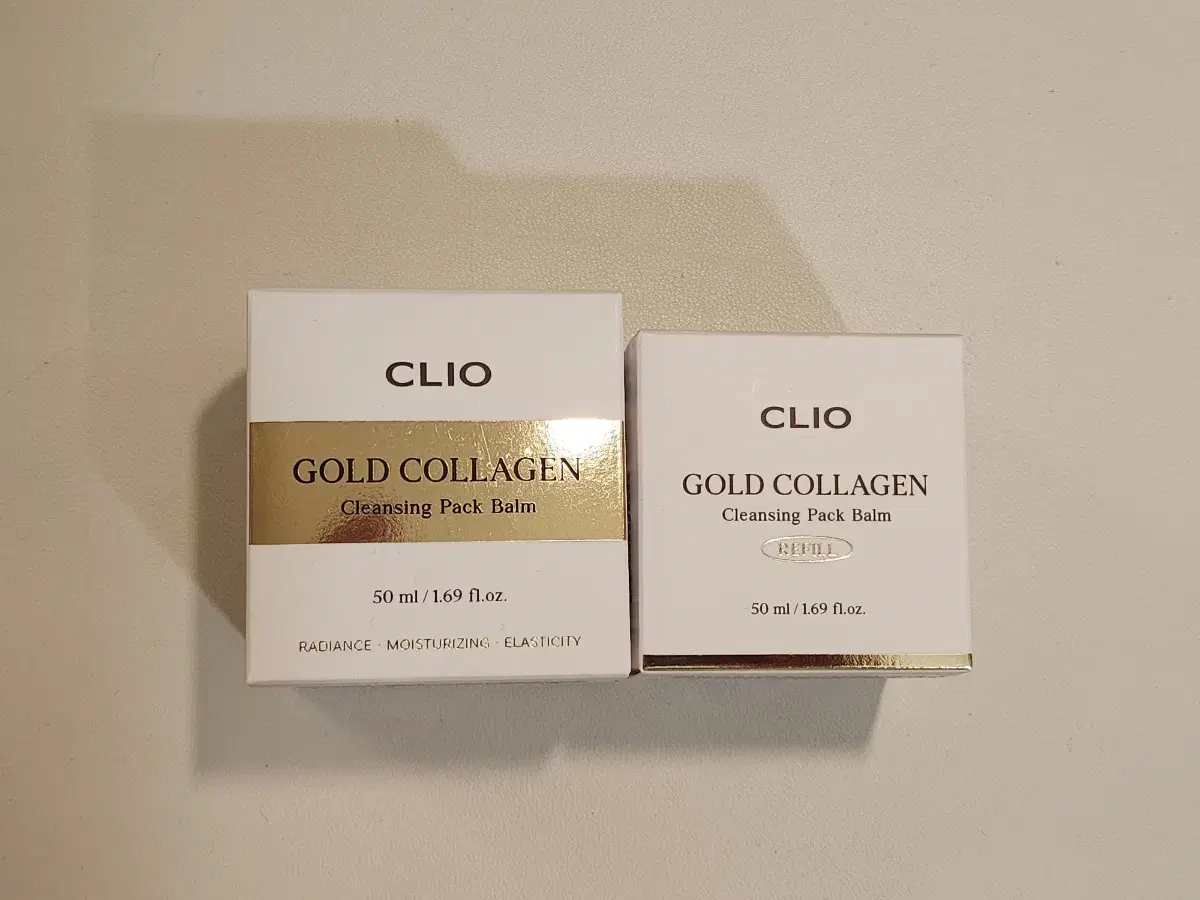 CLIO
GOLD COLLAGEN
Cleansing Pack Balm
50 ml / 1.69 fl.oz.
RADIANCE · MOISTURIZING · ELASTICITY
CLIO
GOLD COLLAGEN
Cleansing Pack Balm
REFILL
50 ml / 1.69 fl.oz.